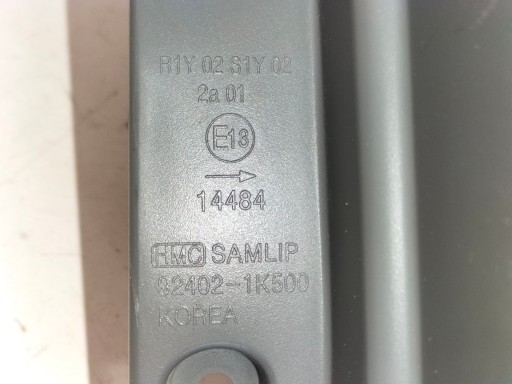 R1Y 02 S1Y 02
2a 01
E13
14484
HMC SAMLIP
92402-1K500
KOREA